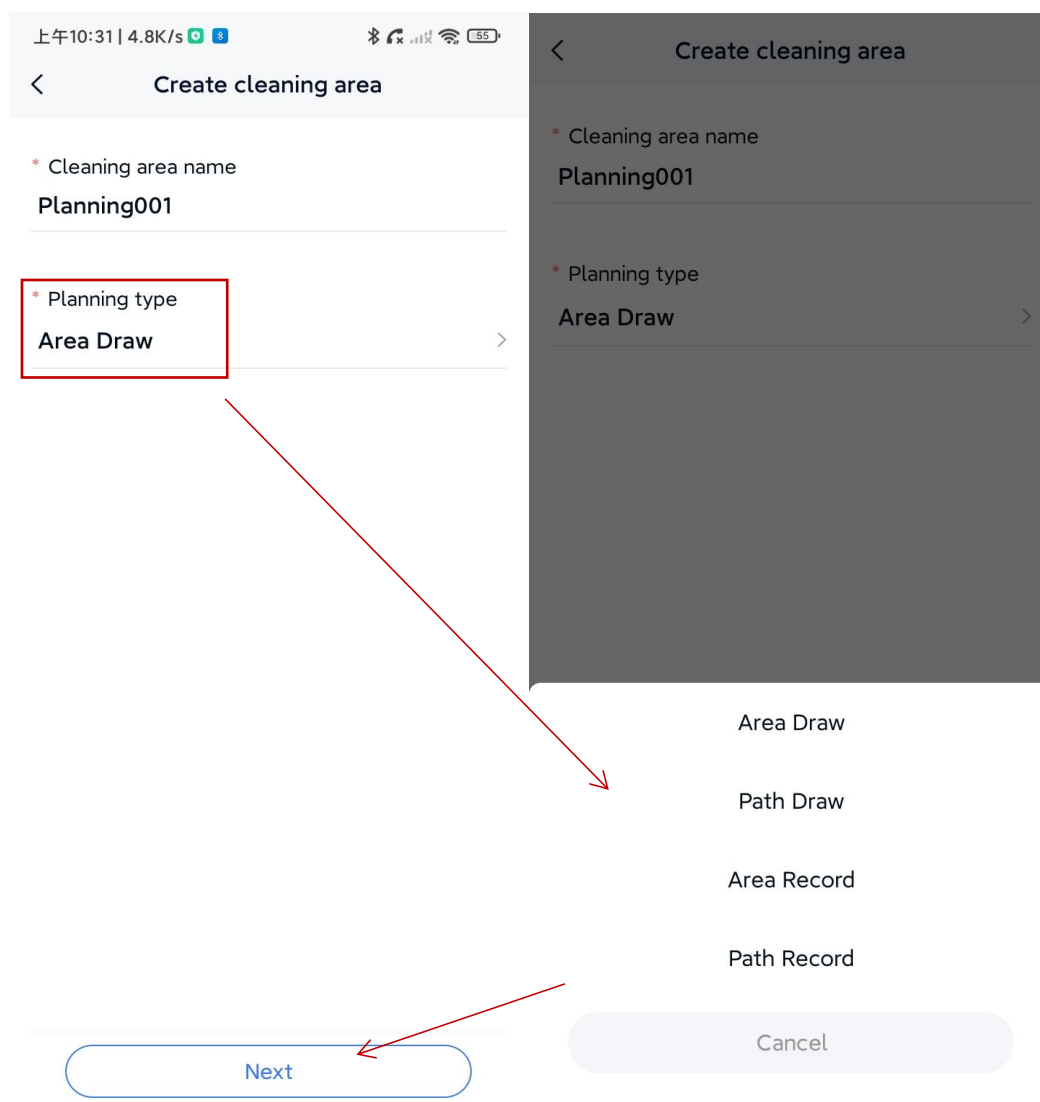 上午10:31 | 4.8K/s
55
Create cleaning area
* Cleaning area name
Planning001
* Planning type
Area Draw
Next
Create cleaning area
* Cleaning area name
Planning001
* Planning type
Area Draw
Area Draw
Path Draw
Area Record
Path Record
Cancel